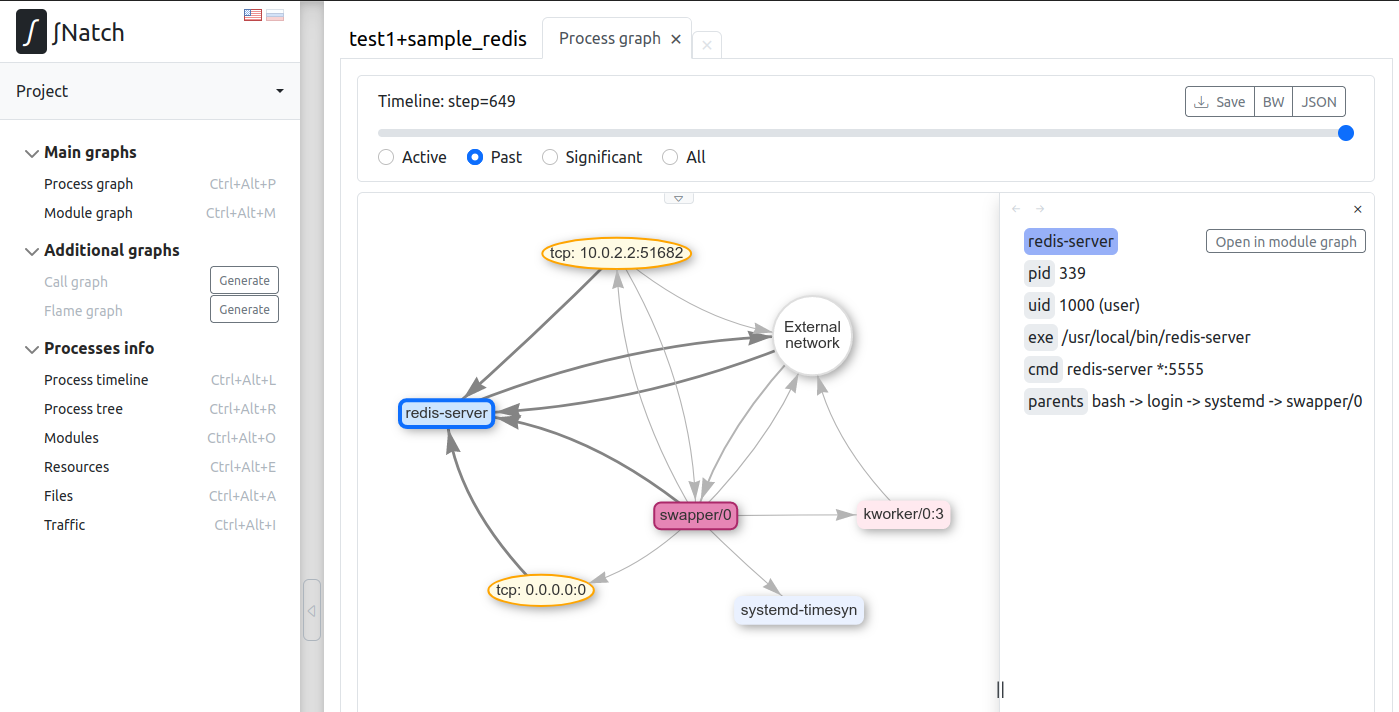 ∫ ∫Natch
Project
Main graphs
Process graph Ctrl+Alt+P
Module graph Ctrl+Alt+M
Additional graphs
Call graph Generate
Flame graph Generate
Processes info
Process timeline Ctrl+Alt+L
Process tree Ctrl+Alt+R
Modules Ctrl+Alt+O
Resources Ctrl+Alt+E
Files Ctrl+Alt+A
Traffic Ctrl+Alt+I
test1+sample_redis Process graph
Timeline: step=649 Save BW JSON
Active Past Significant All
tcp: 10.0.2.2:51682
External
network
redis-server
swapper/0
kworker/0:3
tcp: 0.0.0.0:0
systemd-timesyn
redis-server Open in module graph
pid 339
uid 1000 (user)
exe /usr/local/bin/redis-server
cmd redis-server *:5555
parents bash -> login -> systemd -> swapper/0